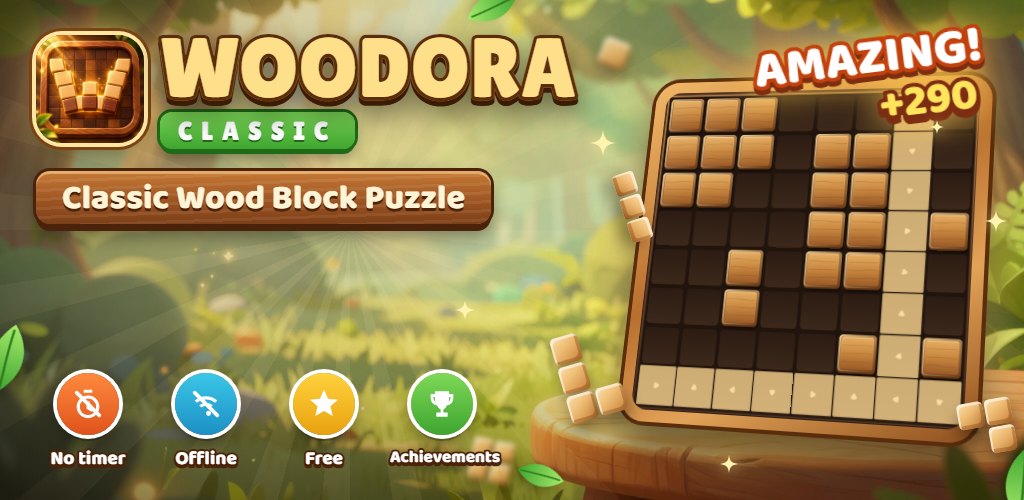 WOODORA
CLASSIC
Classic Wood Block Puzzle
AMAZING!
+290
No timer
Offline
Free
Achievements